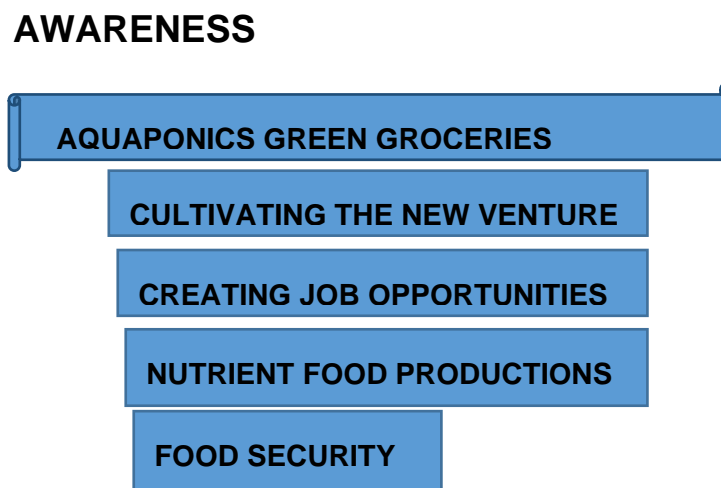 AWARENESS
AQUAPONICS GREEN GROCERIES
CULTIVATING THE NEW VENTURE
CREATING JOB OPPORTUNITIES
NUTRIENT FOOD PRODUCTIONS
FOOD SECURITY